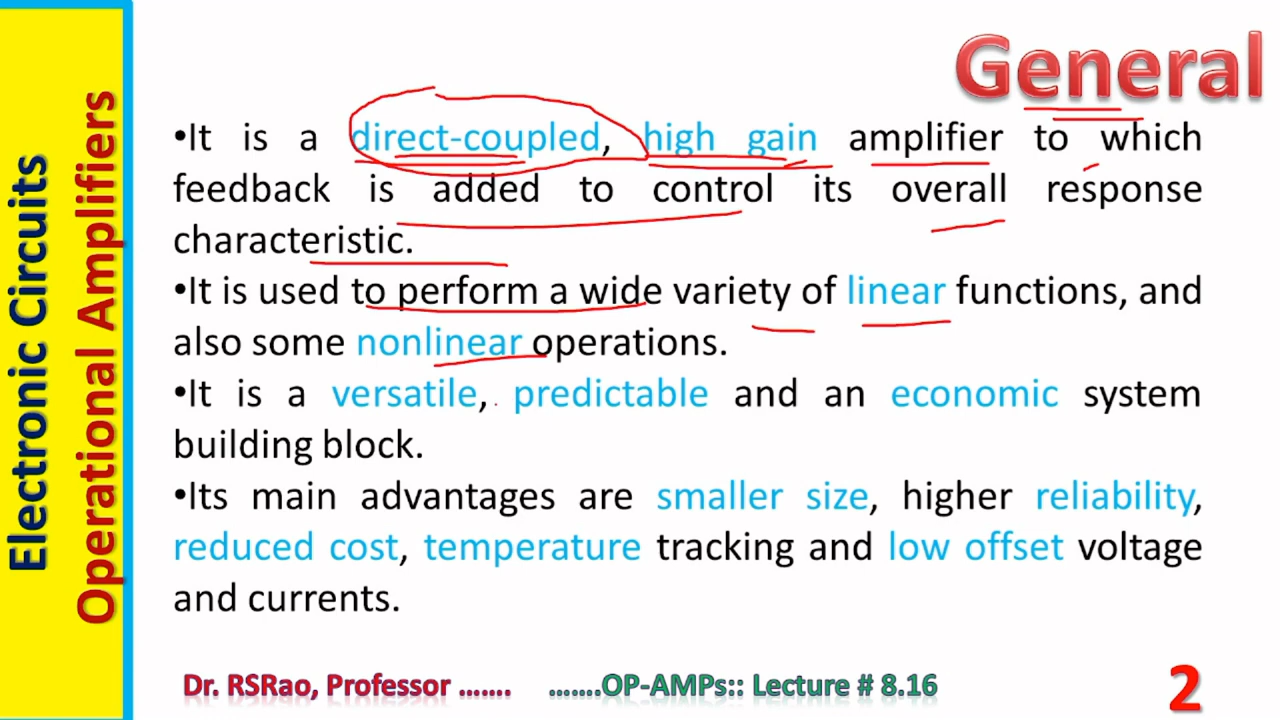 General
•It is a direct-coupled, high gain amplifier to which
feedback is added to control its overall response
characteristic.
•It is used to perform a wide variety of linear functions, and
also some nonlinear operations.
•It is a versatile, predictable and an economic system
building block.
•Its main advantages are smaller size, higher reliability,
reduced cost, temperature tracking and low offset voltage
and currents.
Electronic Circuits
Operational Amplifiers
Dr. RSRao, Professor ....... .......OP-AMPs:: Lecture # 8.16
2